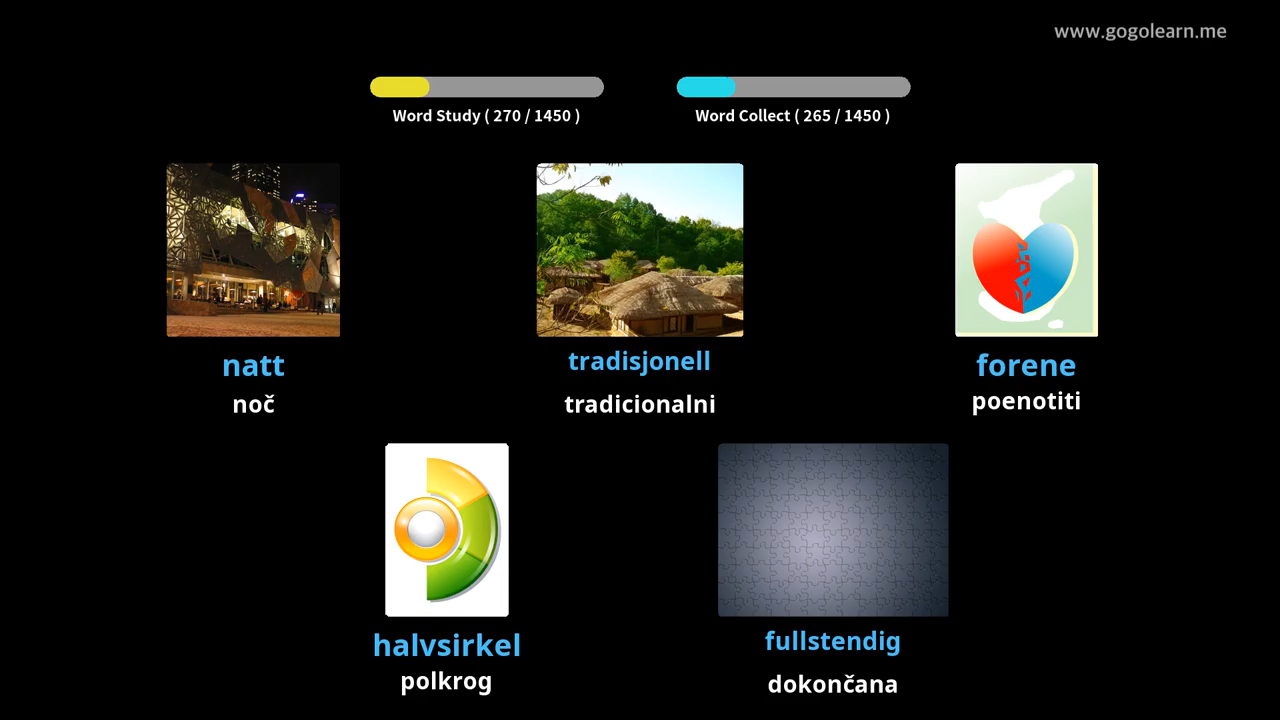 www.gogolearn.me
Word Study ( 270 / 1450 )
Word Collect ( 265 / 1450 )
natt
noč
tradisjonell
tradicionalni
forene
poenotiti
halvsirkel
polkrog
fullstendig
dokončana